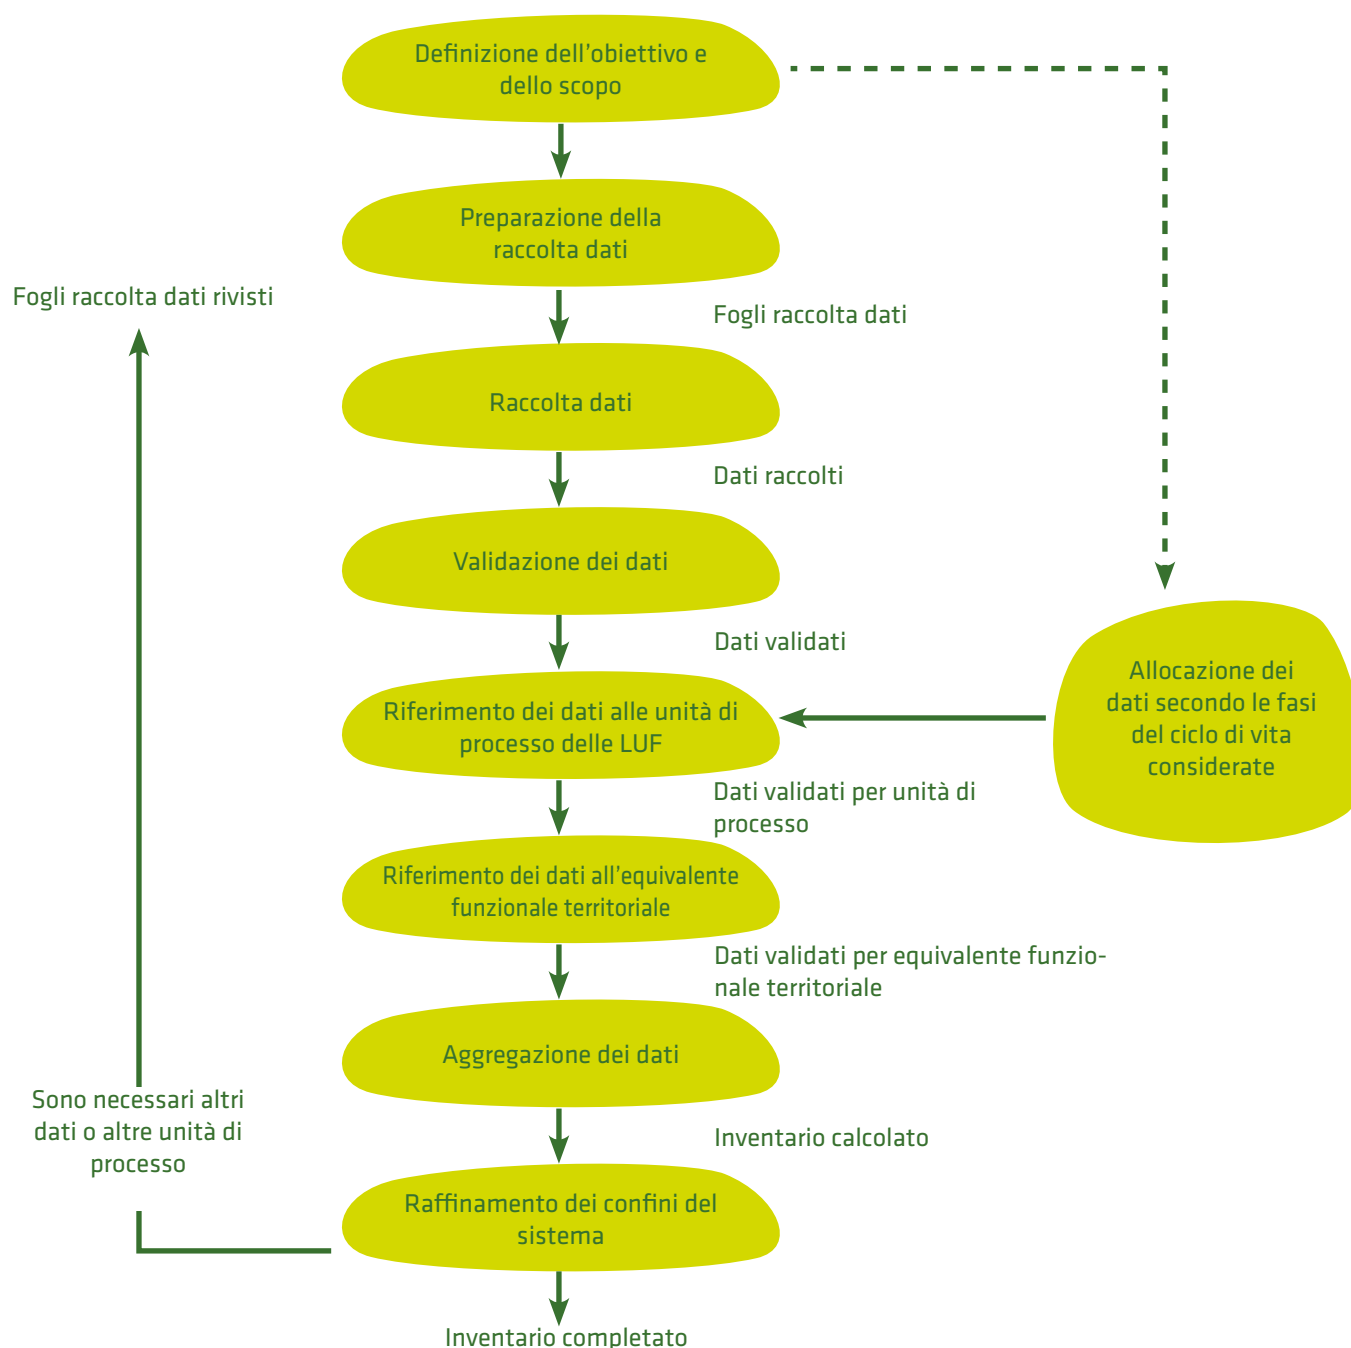 Definizione dell'obiettivo e
dello scopo
Preparazione della
raccolta dati
Fogli raccolta dati rivisti
Fogli raccolta dati
Raccolta dati
Dati raccolti
Validazione dei dati
Dati validati
Riferimento dei dati alle unità di
processo delle LUF
Allocazione dei
dati secondo le fasi
del ciclo di vita
considerate
Dati validati per unità di
processo
Riferimento dei dati all'equivalente
funzionale territoriale
Dati validati per equivalente funzio-
nale territoriale
Aggregazione dei dati
Sono necessari altri
dati o altre unità di
processo
Inventario calcolato
Raffinamento dei confini del
sistema
Inventario completato